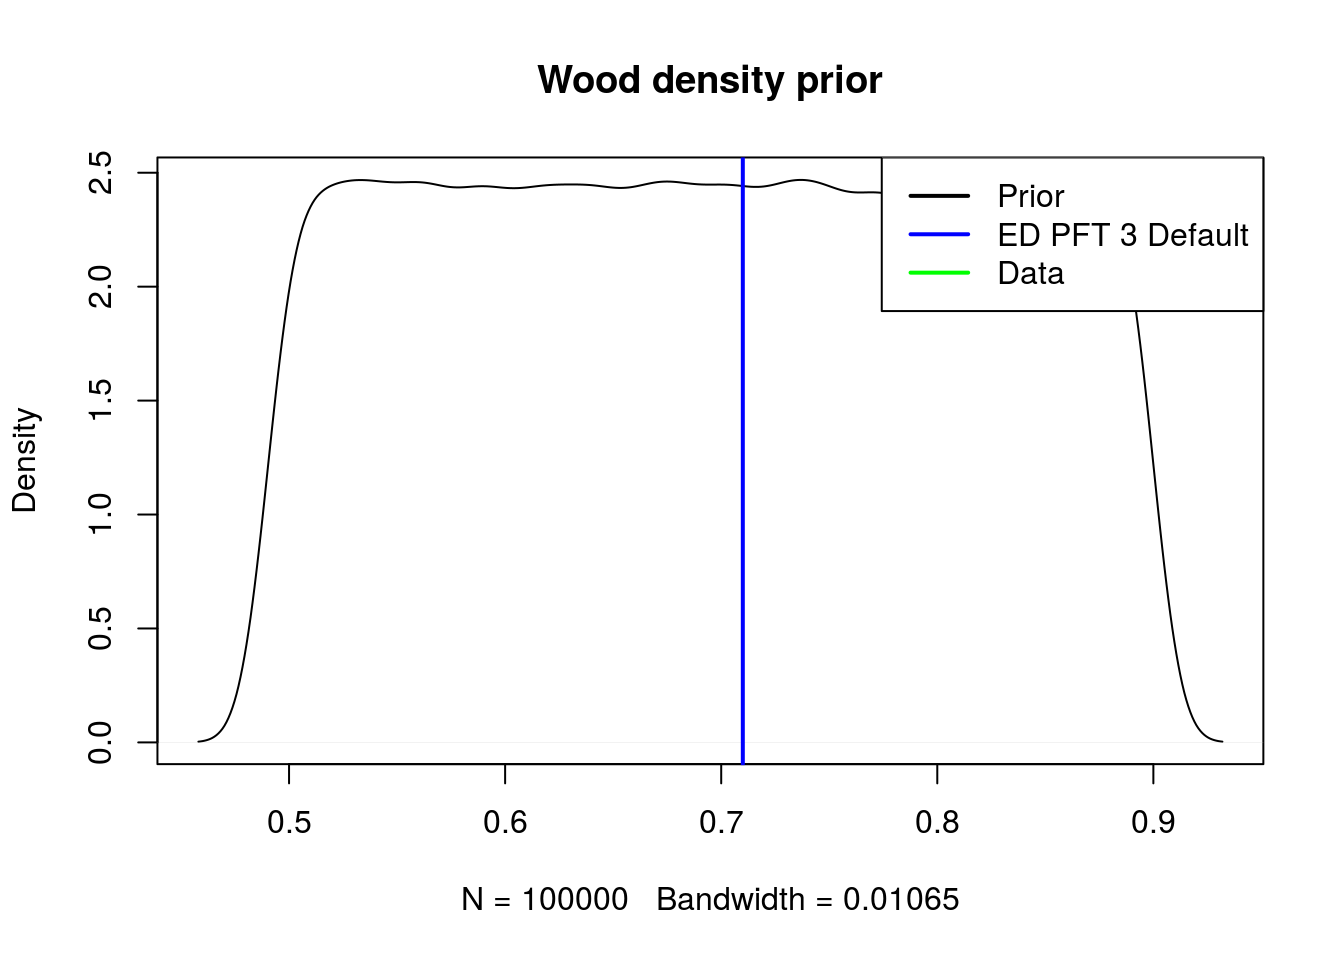 Wood density prior
Prior
ED PFT 3 Default
Data
Density
0.0
0.5
1.0
1.5
2.0
2.5
0.5 0.6 0.7 0.8 0.9
N = 100000 Bandwidth = 0.01065